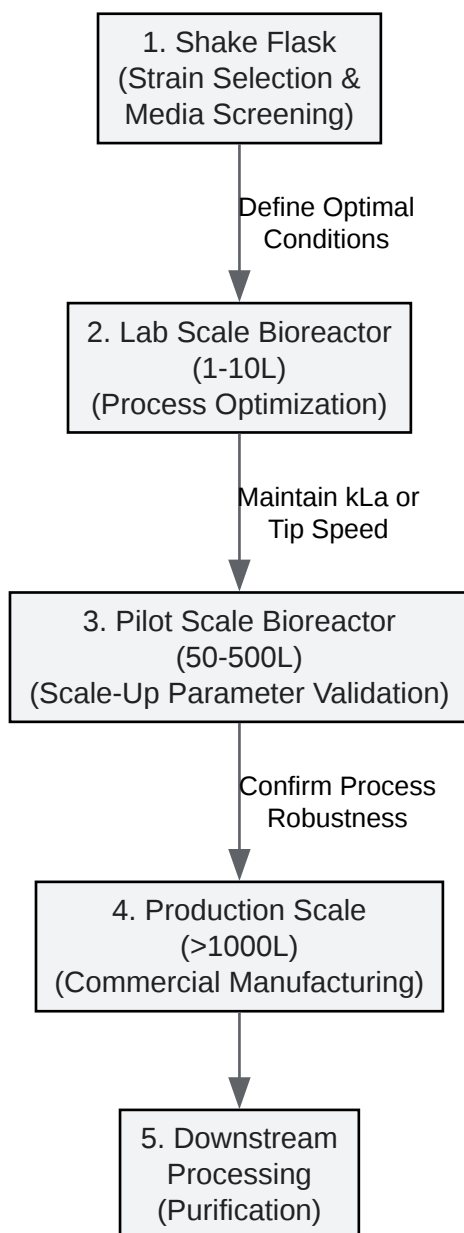 1. Shake Flask
(Strain Selection &
Media Screening)
Define Optimal
Conditions
2. Lab Scale Bioreactor
(1-10L)
(Process Optimization)
Maintain kLa or
Tip Speed
3. Pilot Scale Bioreactor
(50-500L)
(Scale-Up Parameter Validation)
Confirm Process
Robustness
4. Production Scale
(>1000L)
(Commercial Manufacturing)
5. Downstream
Processing
(Purification)